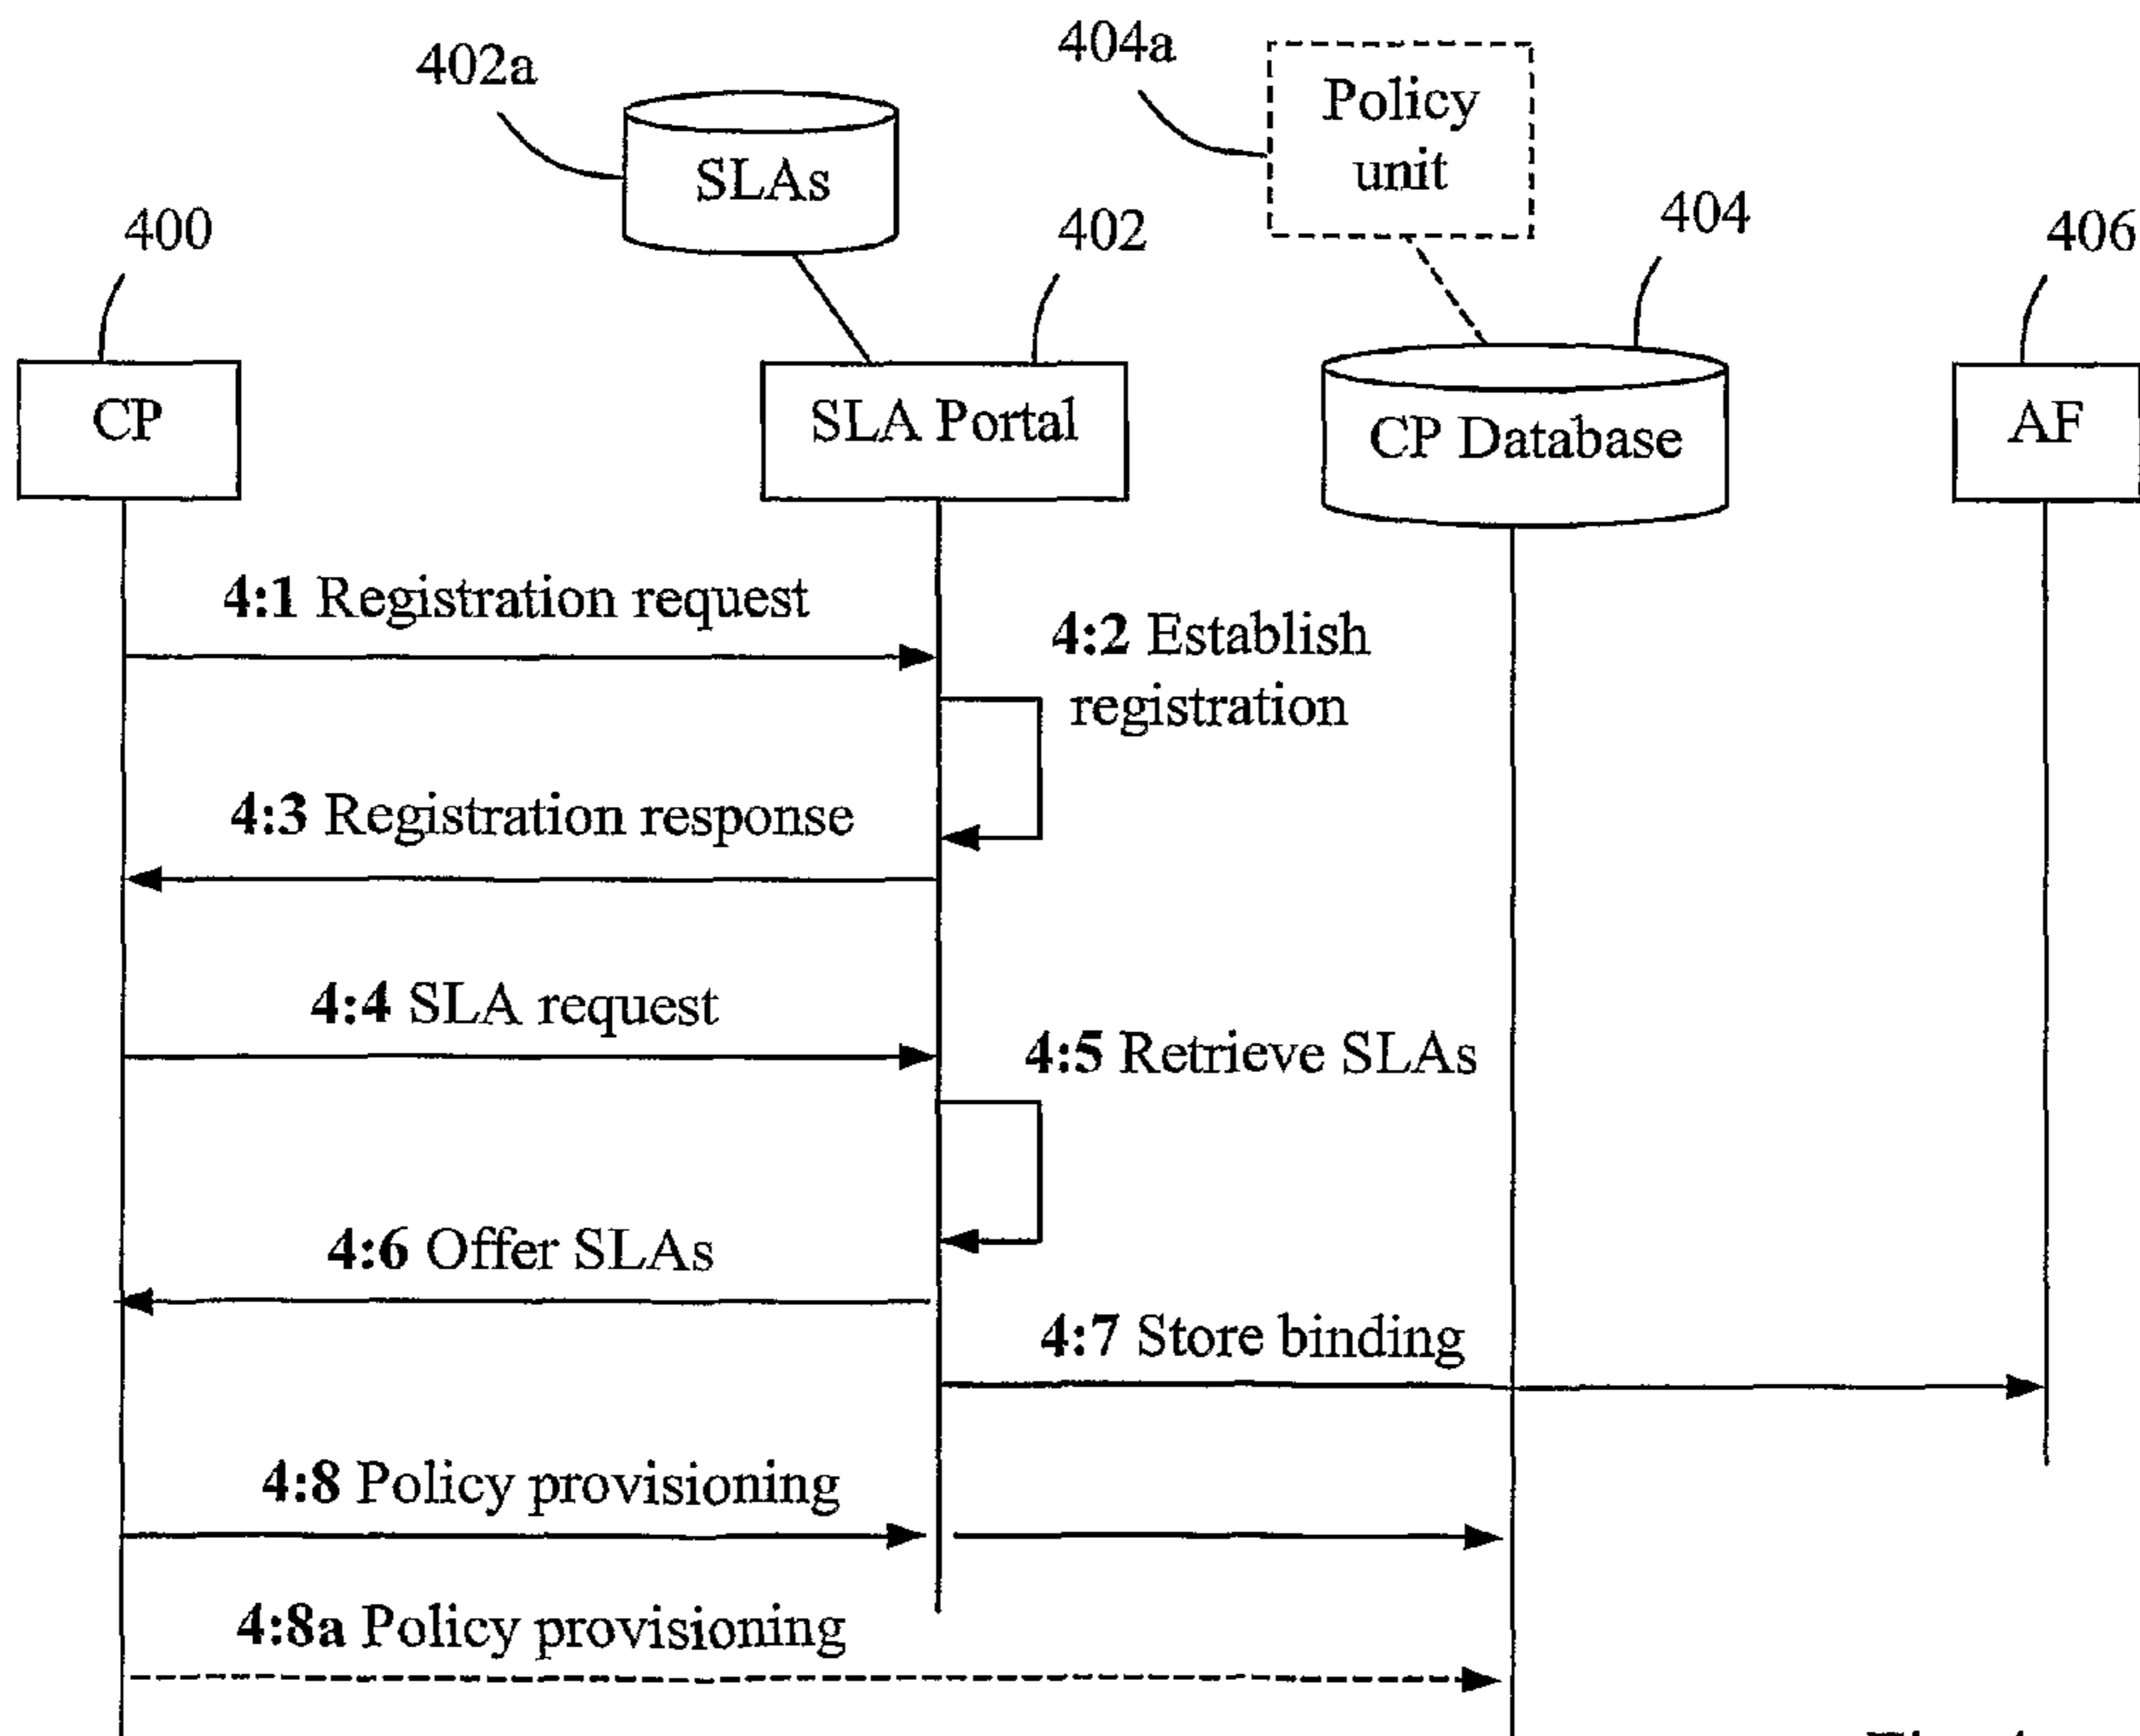 404a
402a
Policy
unit
SLAs
400
402
404
406
CP
SLA Portal
CP Database
AF
4:1 Registration request
4:2 Establish
registration
4:3 Registration response
4:4 SLA request
4:5 Retrieve SLAs
4:6 Offer SLAs
4:7 Store binding
4:8 Policy provisioning
4:8a Policy provisioning